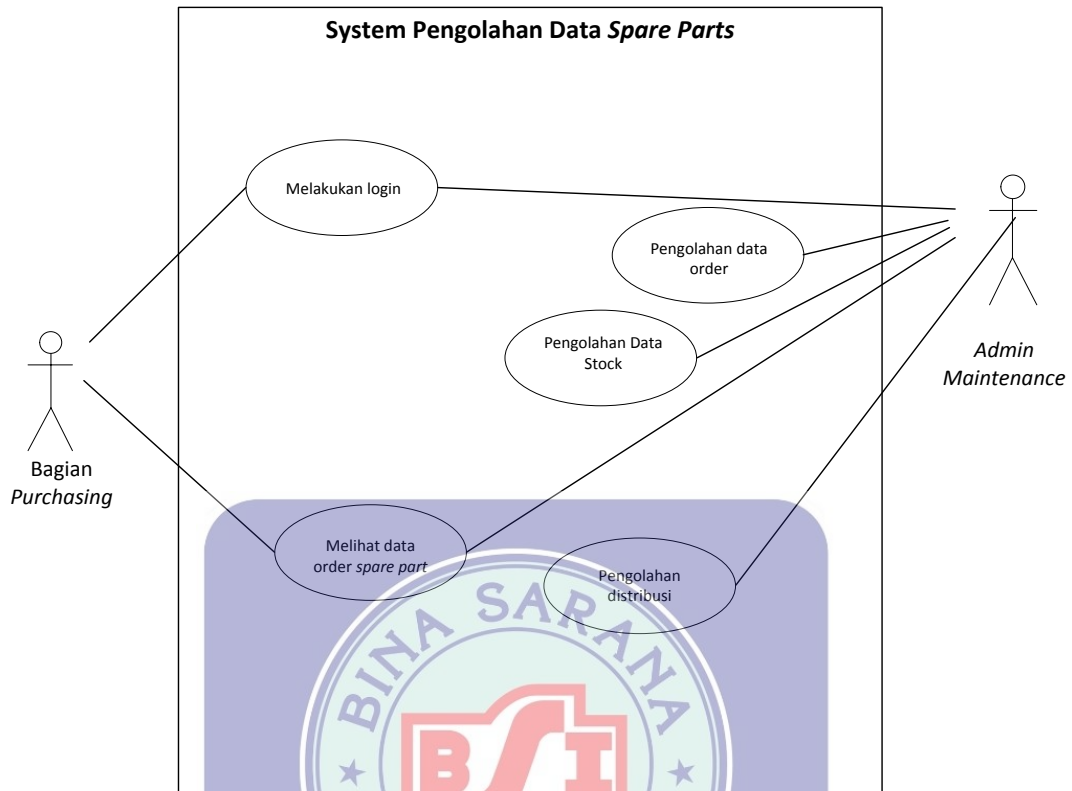 System Pengolahan Data Spare Parts
Melakukan login
Pengolahan data
order
Pengolahan Data
Stock
Admin
Maintenance
Bagian
Purchasing
Melihat data
order spare part
Pengolahan
distribusi
BINA SARANA
BSI